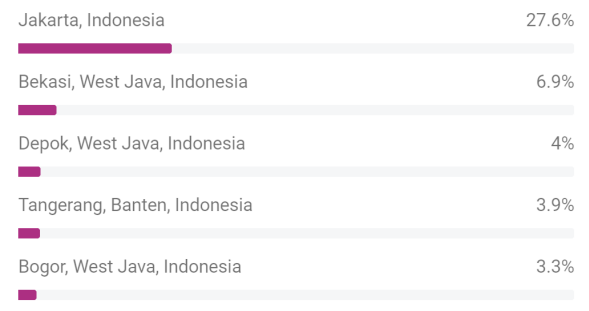 Jakarta, Indonesia 27.6%
Bekasi, West Java, Indonesia 6.9%
Depok, West Java, Indonesia 4%
Tangerang, Banten, Indonesia 3.9%
Bogor, West Java, Indonesia 3.3%